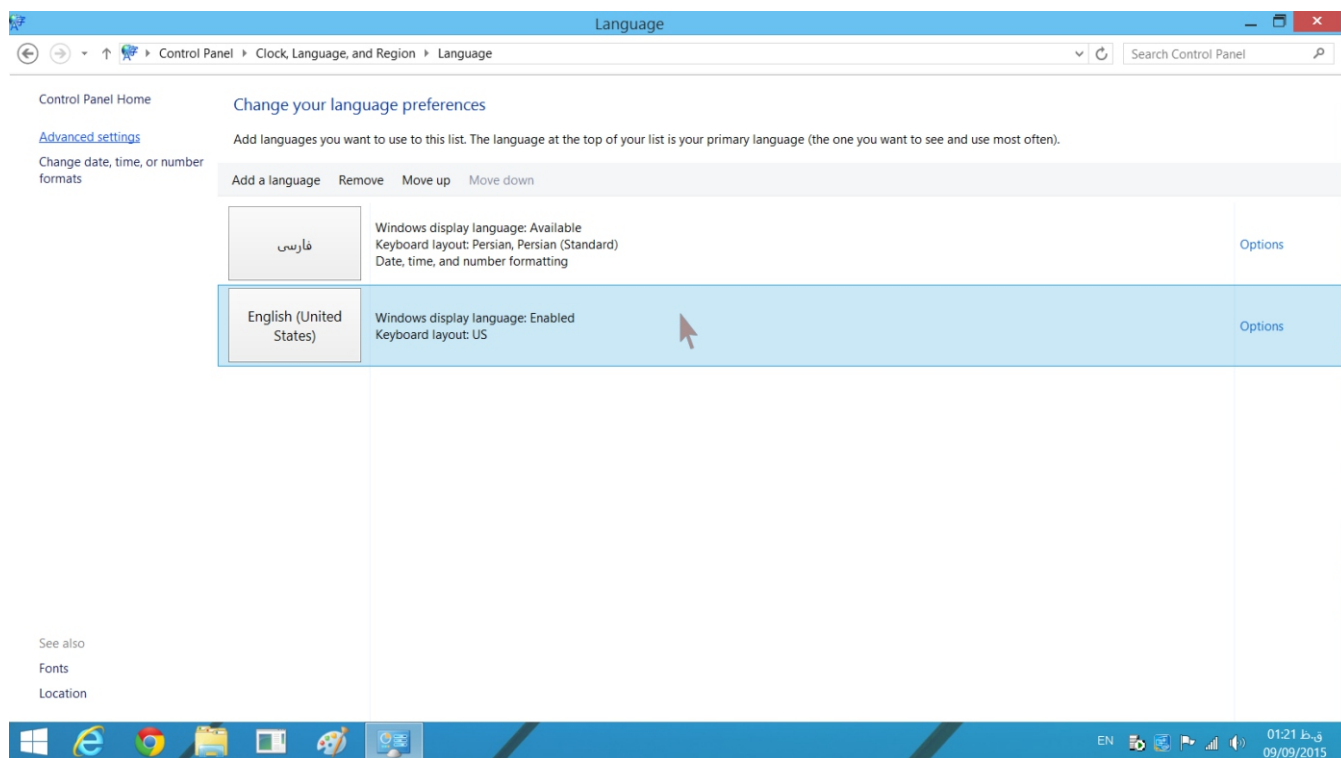 Language
Control Panel Clock, Language, and Region Language
Search Control Panel
Control Panel Home
Advanced settings
Change date, time, or number
formats
Change your language preferences
Add languages you want to use to this list. The language at the top of your list is your primary language (the one you want to see and use most often).
Add a language Remove Move up Move down
فارسی
Windows display language: Available
Keyboard layout: Persian, Persian (Standard)
Date, time, and number formatting
Options
English (United
States)
Windows display language: Enabled
Keyboard layout: US
Options
See also
Fonts
Location
EN
01:21 ق.ظ
09/09/2015